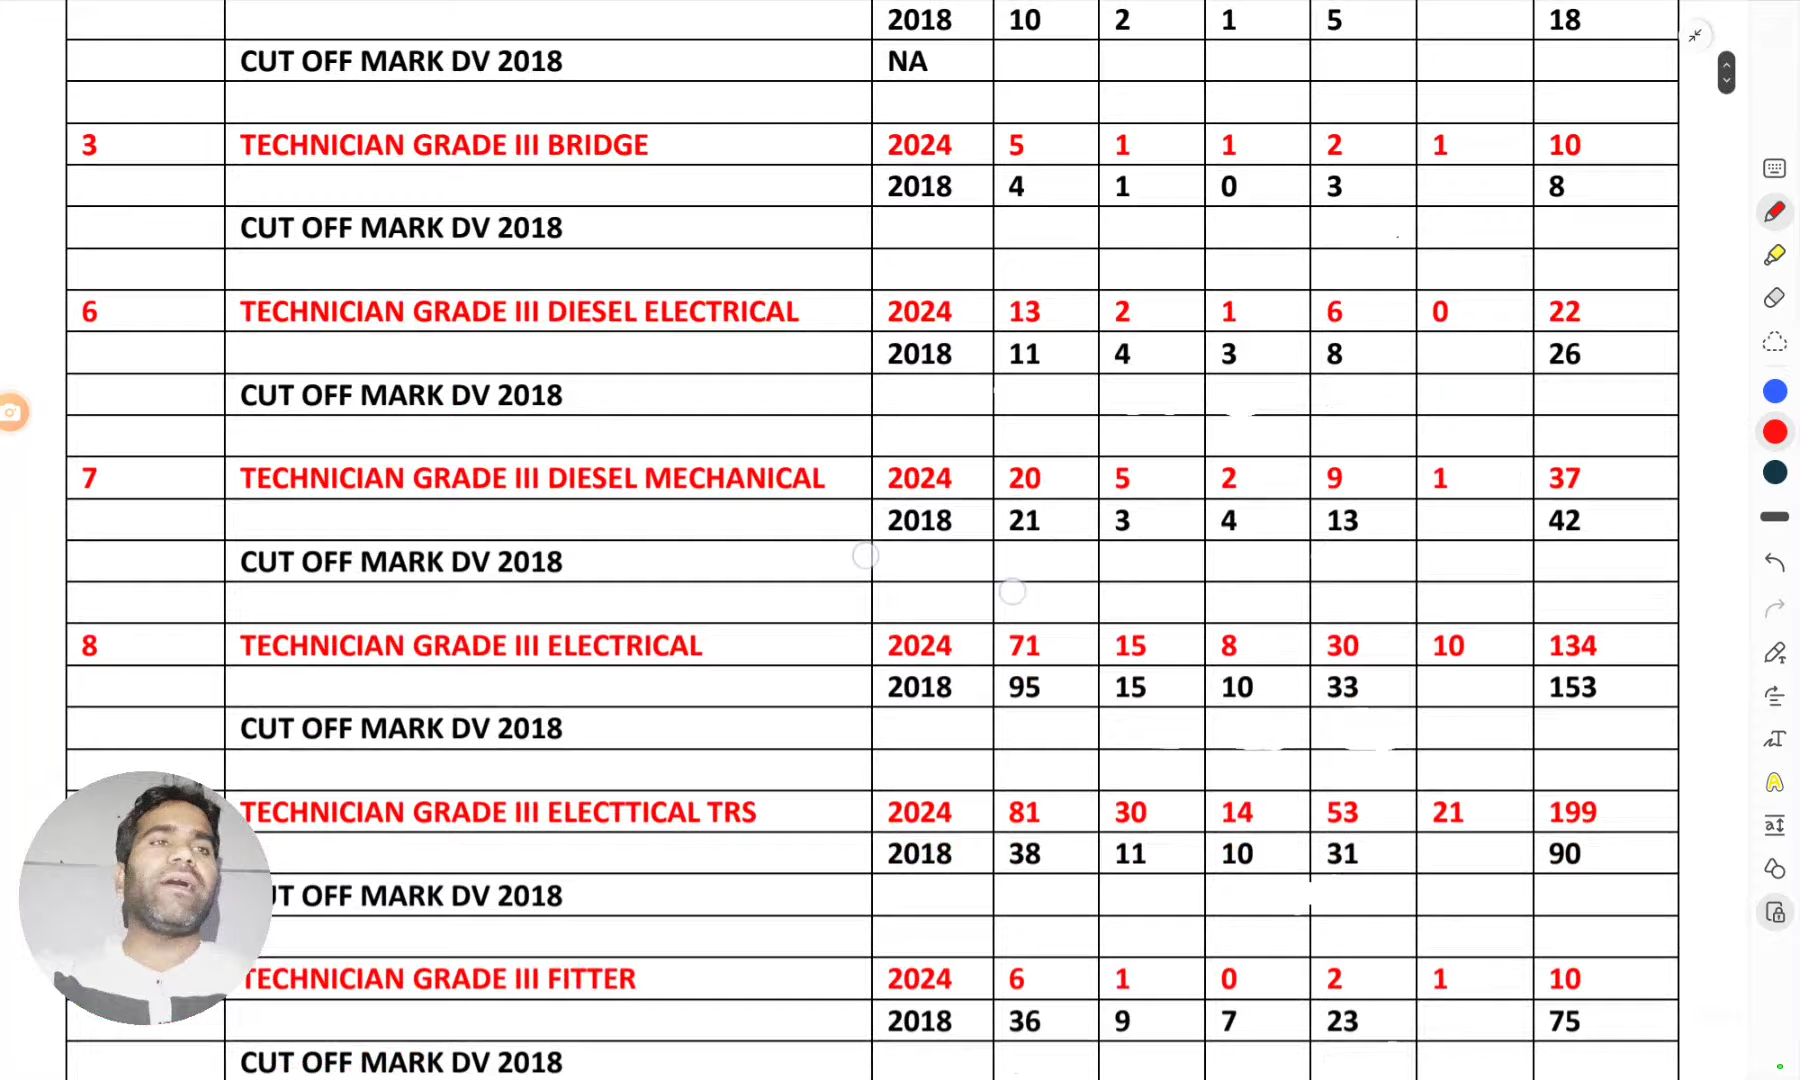 2018 10 2 1 5 18
CUT OFF MARK DV 2018 NA
3 TECHNICIAN GRADE III BRIDGE 2024 5 1 1 2 1 10
2018 4 1 0 3 8
CUT OFF MARK DV 2018
6 TECHNICIAN GRADE III DIESEL ELECTRICAL 2024 13 2 1 6 0 22
2018 11 4 3 8 26
CUT OFF MARK DV 2018
7 TECHNICIAN GRADE III DIESEL MECHANICAL 2024 20 5 2 9 1 37
2018 21 3 4 13 42
CUT OFF MARK DV 2018
8 TECHNICIAN GRADE III ELECTRICAL 2024 71 15 8 30 10 134
2018 95 15 10 33 153
CUT OFF MARK DV 2018
TECHNICIAN GRADE III ELECTTICAL TRS 2024 81 30 14 53 21 199
2018 38 11 10 31 90
CUT OFF MARK DV 2018
TECHNICIAN GRADE III FITTER 2024 6 1 0 2 1 10
2018 36 9 7 23 75
CUT OFF MARK DV 2018